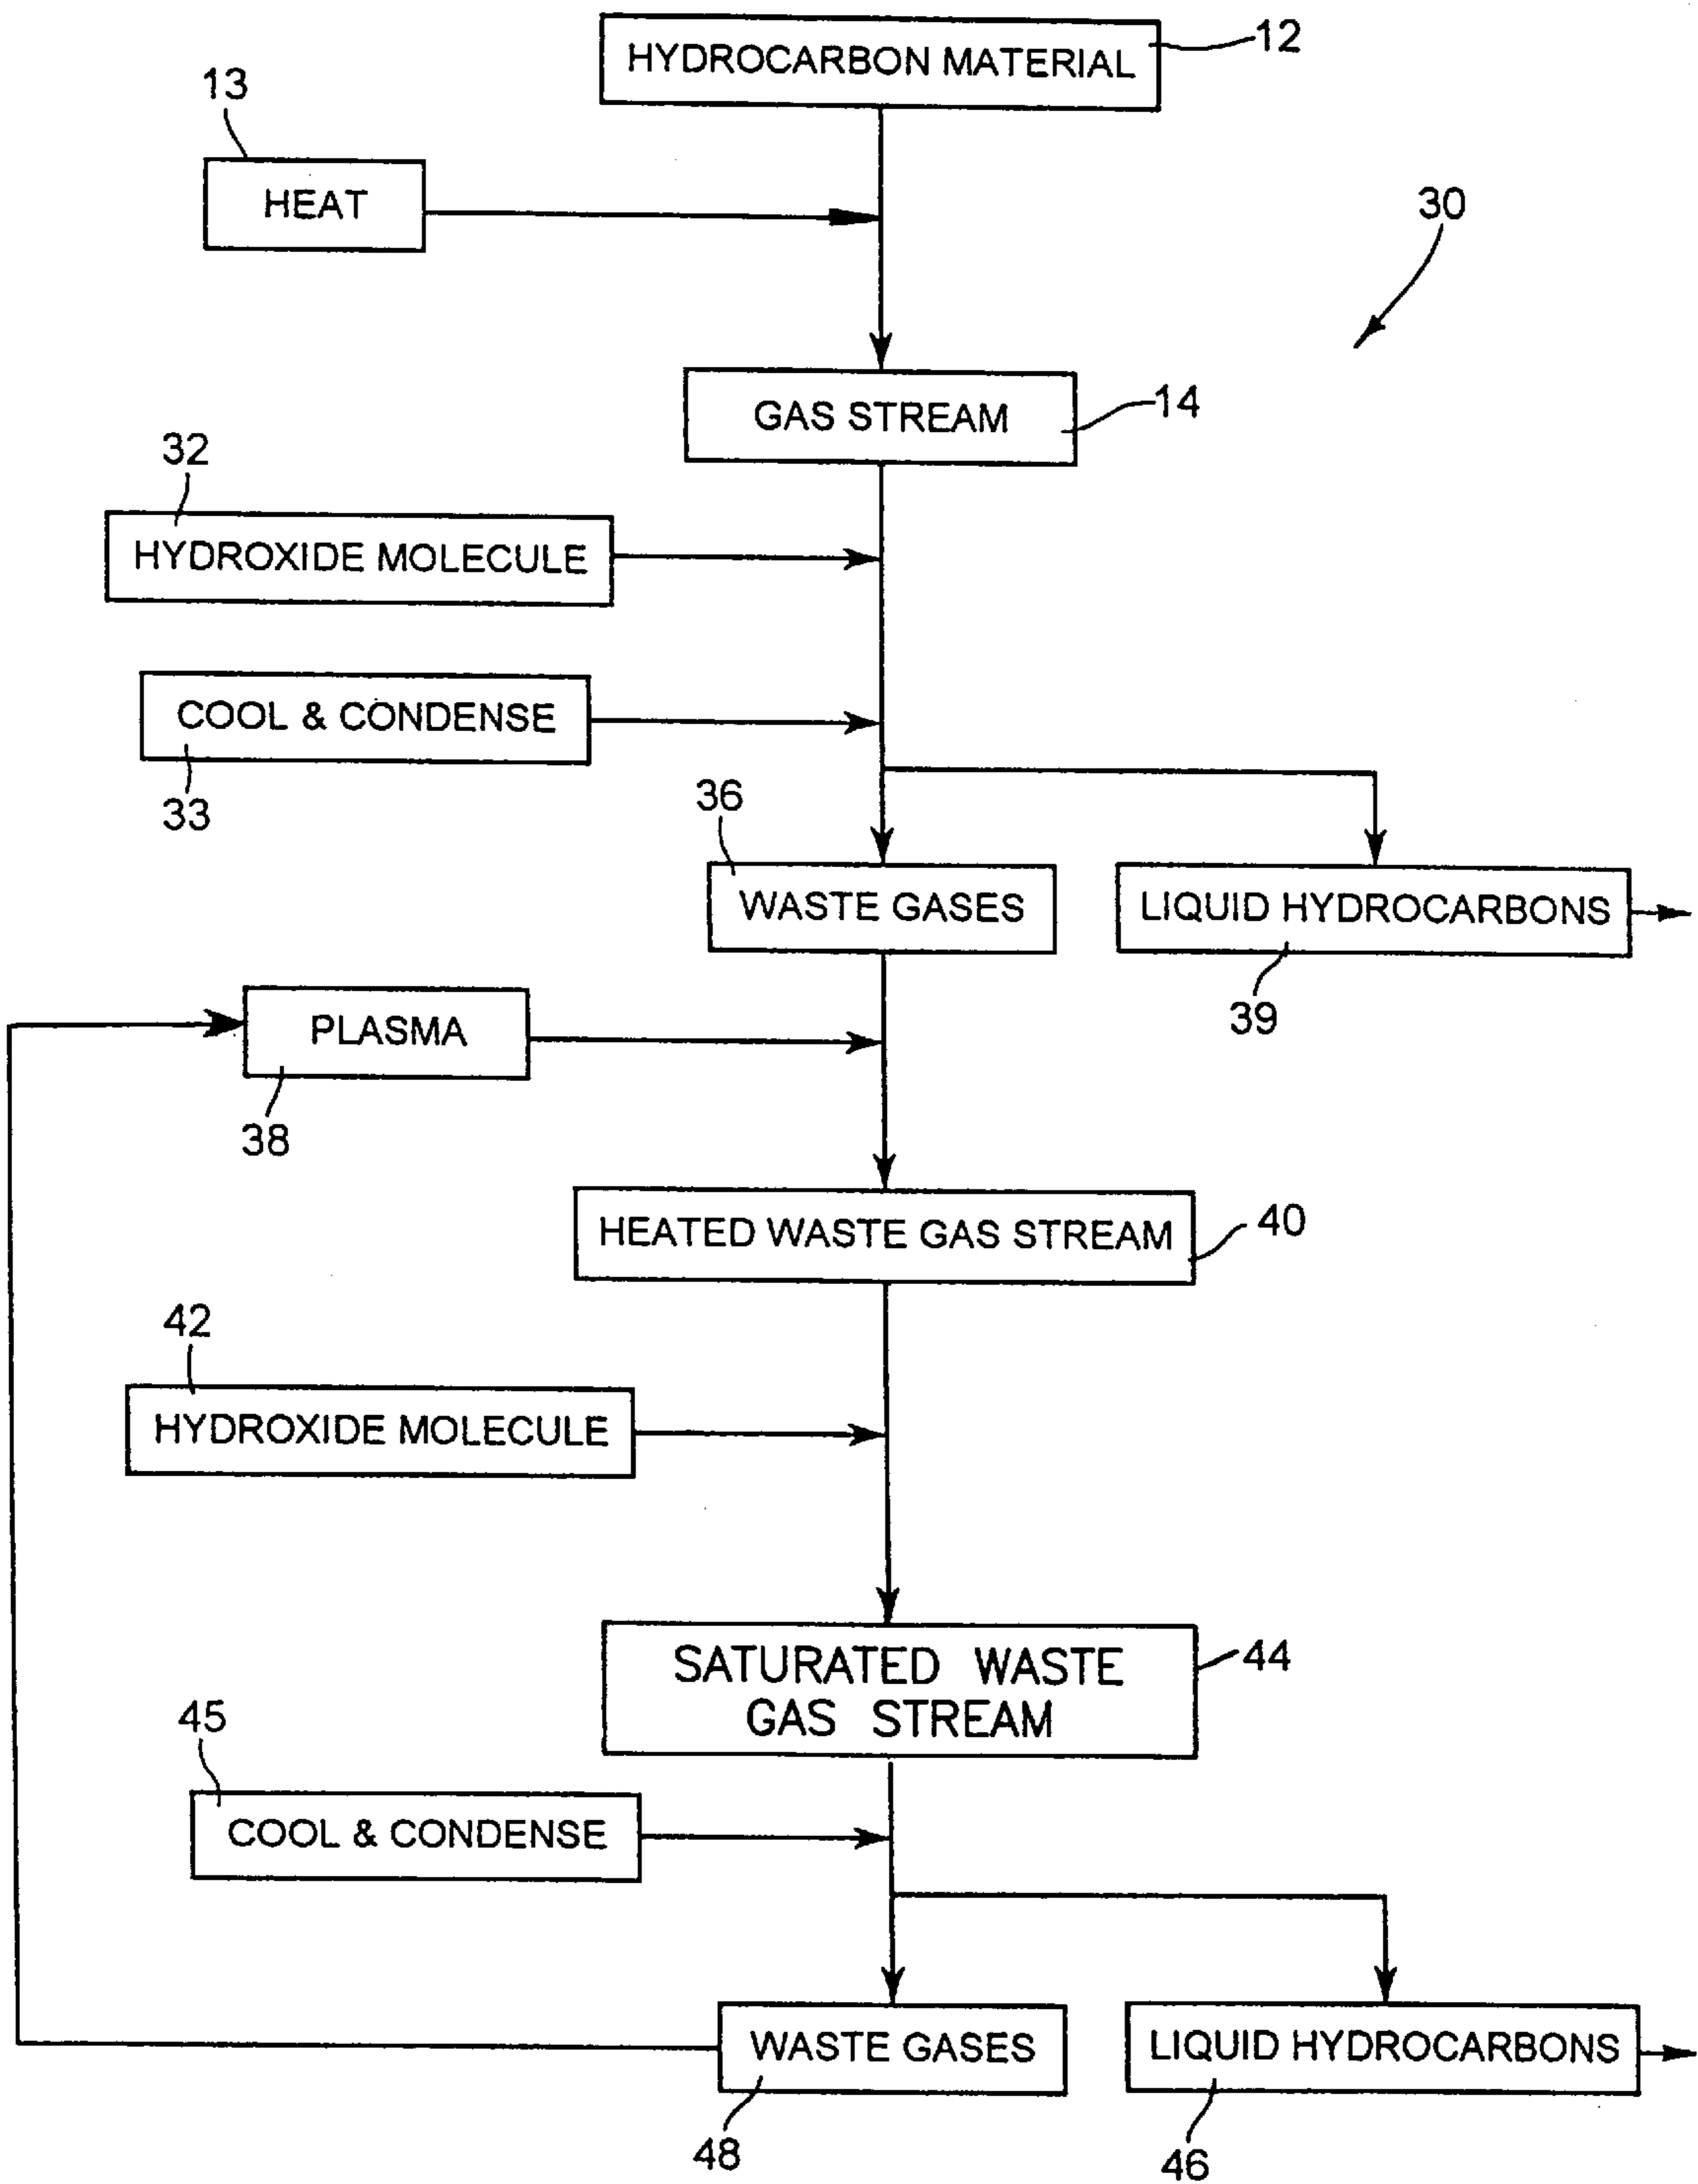 HYDROCARBON MATERIAL
12
13
HEAT
30
GAS STREAM
14
32
HYDROXIDE MOLECULE
COOL & CONDENSE
33
36
WASTE GASES
LIQUID HYDROCARBONS
39
PLASMA
38
HEATED WASTE GAS STREAM
40
42
HYDROXIDE MOLECULE
SATURATED WASTE
GAS STREAM
44
45
COOL & CONDENSE
WASTE GASES
48
LIQUID HYDROCARBONS
46